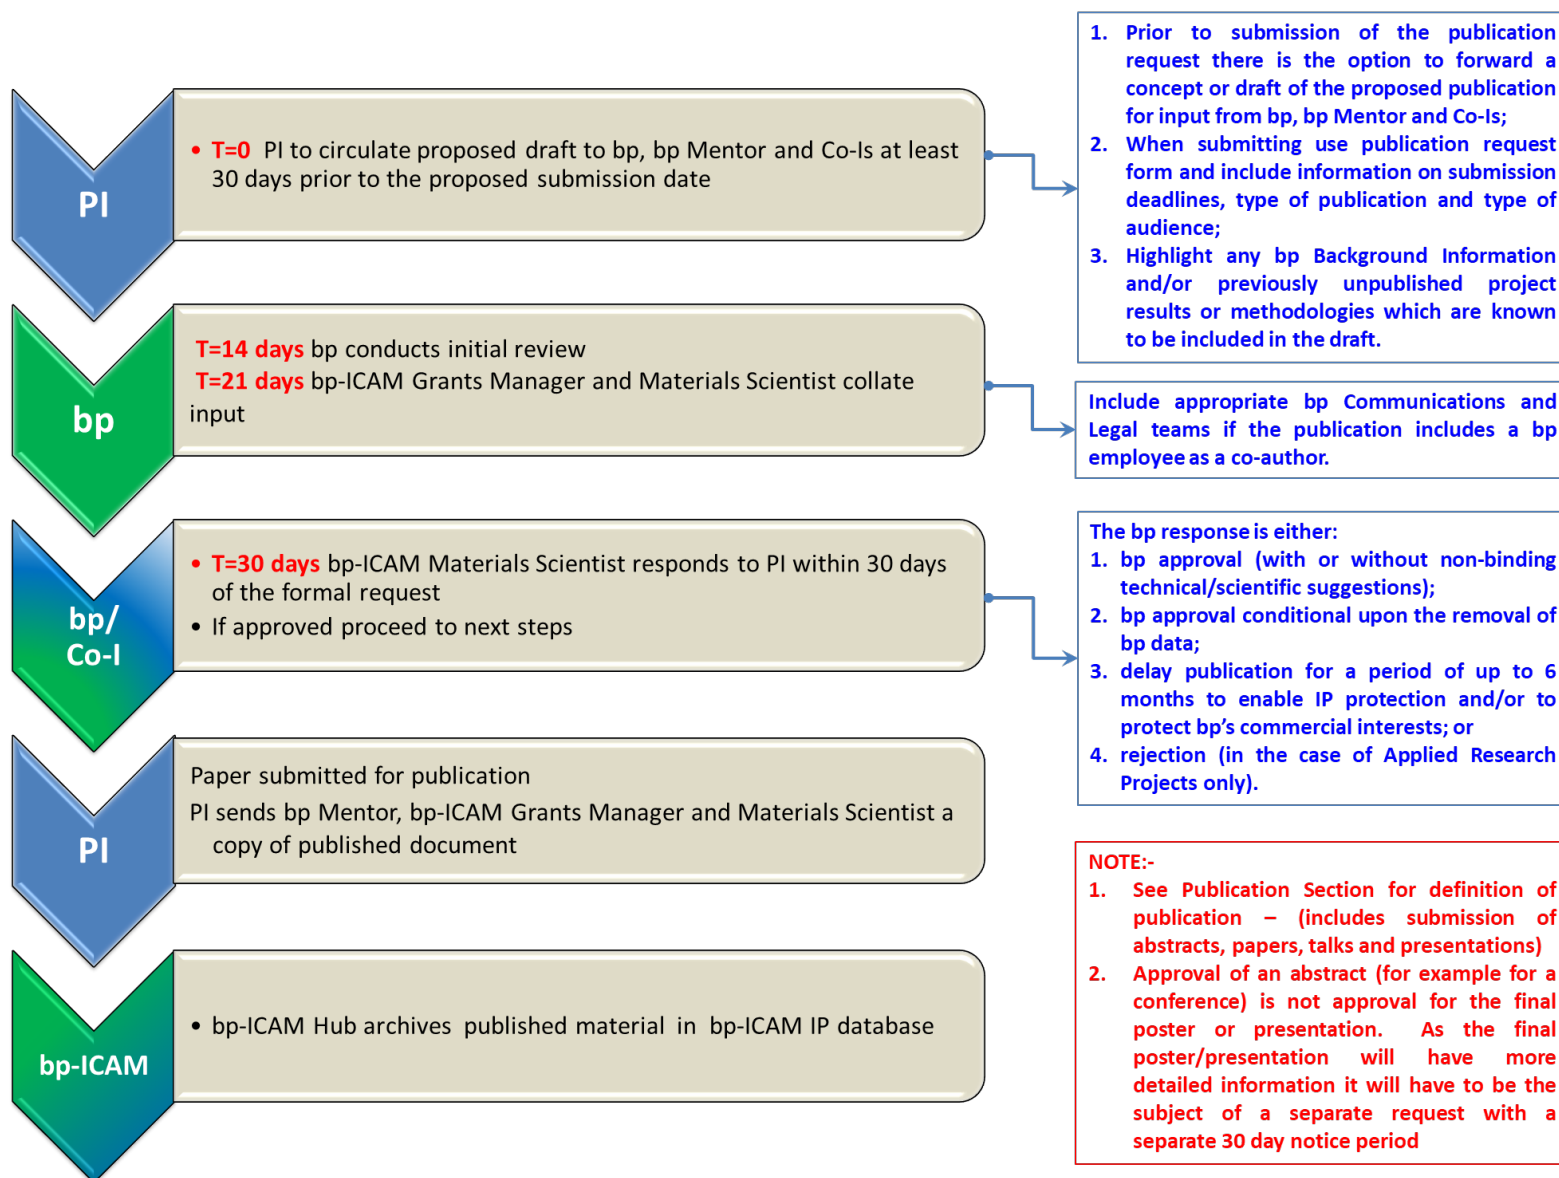 PI
• T=0 PI to circulate proposed draft to bp, bp Mentor and Co-Is at least
30 days prior to the proposed submission date
1. Prior to submission of the publication
request there is the option to forward a
concept or draft of the proposed publication
for input from bp, bp Mentor and Co-Is;
2. When submitting use publication request
form and include information on submission
deadlines, type of publication and type of
audience;
3. Highlight any bp Background Information
and/or previously unpublished project
results or methodologies which are known
to be included in the draft.
bp
T=14 days bp conducts initial review
T=21 days bp-ICAM Grants Manager and Materials Scientist collate
input
Include appropriate bp Communications and
Legal teams if the publication includes a bp
employee as a co-author.
bp/
Co-I
• T=30 days bp-ICAM Materials Scientist responds to PI within 30 days
of the formal request
• If approved proceed to next steps
The bp response is either:
1. bp approval (with or without non-binding
technical/scientific suggestions);
2. bp approval conditional upon the removal of
bp data;
3. delay publication for a period of up to 6
months to enable IP protection and/or to
protect bp's commercial interests; or
4. rejection (in the case of Applied Research
Projects only).
PI
Paper submitted for publication
PI sends bp Mentor, bp-ICAM Grants Manager and Materials Scientist a
copy of published document
bp-ICAM
• bp-ICAM Hub archives published material in bp-ICAM IP database
NOTE:-
1. See Publication Section for definition of
publication – (includes submission of
abstracts, papers, talks and presentations)
2. Approval of an abstract (for example for a
conference) is not approval for the final
poster or presentation. As the final
poster/presentation will have more
detailed information it will have to be the
subject of a separate request with a
separate 30 day notice period